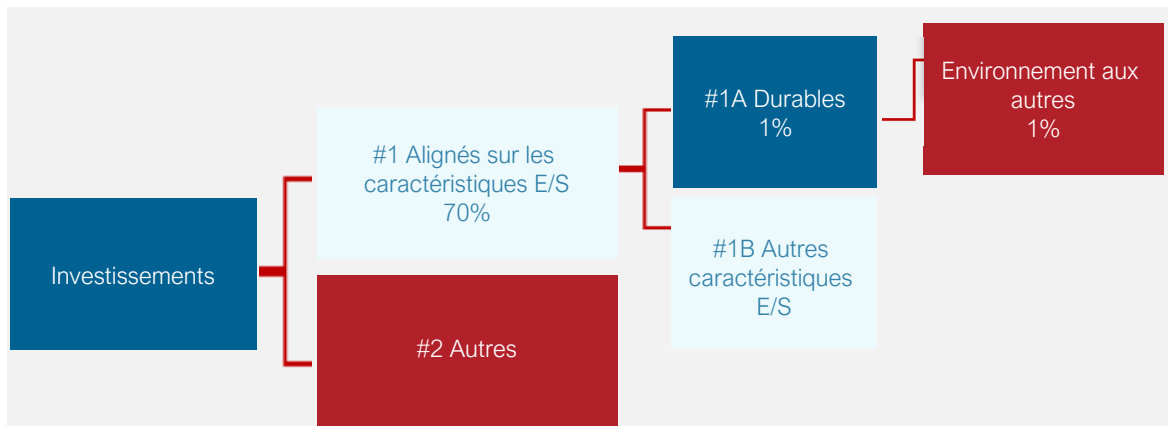 Investissements
#1 Alignés sur les
caractéristiques E/S
70%
#2 Autres
#1A Durables
1%
#1B Autres
caractéristiques
E/S
Environnement aux
autres
1%